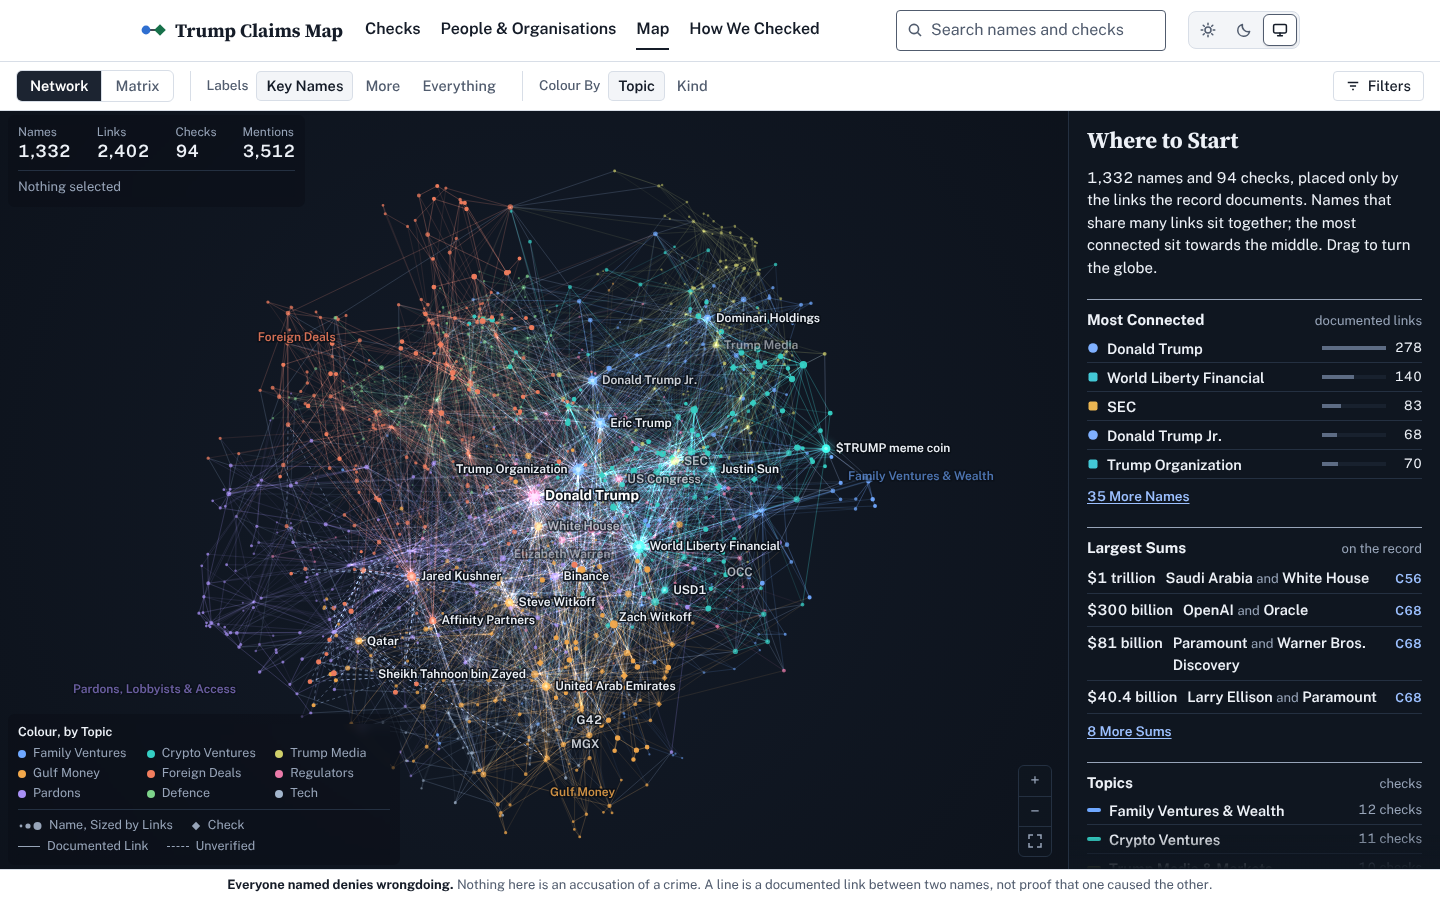 Trump Claims Map
Checks
People & Organisations
Map
How We Checked
Search names and checks
Network
Matrix
Labels
Key Names
More
Everything
Colour By
Topic
Kind
Filters
Names
Links
Checks
Mentions
1,332
2,402
94
3,512
Nothing selected
Foreign Deals
Dominari Holdings
Trump Media
Donald Trump Jr.
Eric Trump
$TRUMP meme coin
Trump Organization
SEC
Justin Sun
US Congress
Family Ventures & Wealth
Donald Trump
White House
World Liberty Financial
Elizabeth Warren
OCC
Jared Kushner
Binance
USD1
Steve Witkoff
Affinity Partners
Zach Witkoff
Qatar
Sheikh Tahnoon bin Zayed
United Arab Emirates
Pardons, Lobbyists & Access
G42
MGX
Gulf Money
Colour, by Topic
Family Ventures
Crypto Ventures
Trump Media
Gulf Money
Foreign Deals
Regulators
Pardons
Defence
Tech
Name, Sized by Links
Check
Documented Link
Unverified
Where to Start
1,332 names and 94 checks, placed only by
the links the record documents. Names that
share many links sit together; the most
connected sit towards the middle. Drag to turn
the globe.
Most Connected
documented links
Donald Trump 278
World Liberty Financial 140
SEC 83
Donald Trump Jr. 68
Trump Organization 70
35 More Names
Largest Sums
on the record
$1 trillion Saudi Arabia and White House C56
$300 billion OpenAI and Oracle C68
$81 billion Paramount and Warner Bros. C68
Discovery
$40.4 billion Larry Ellison and Paramount C68
8 More Sums
Topics
checks
Family Ventures & Wealth 12 checks
Crypto Ventures 11 checks
Everyone named denies wrongdoing. Nothing here is an accusation of a crime. A line is a documented link between two names, not proof that one caused the other.